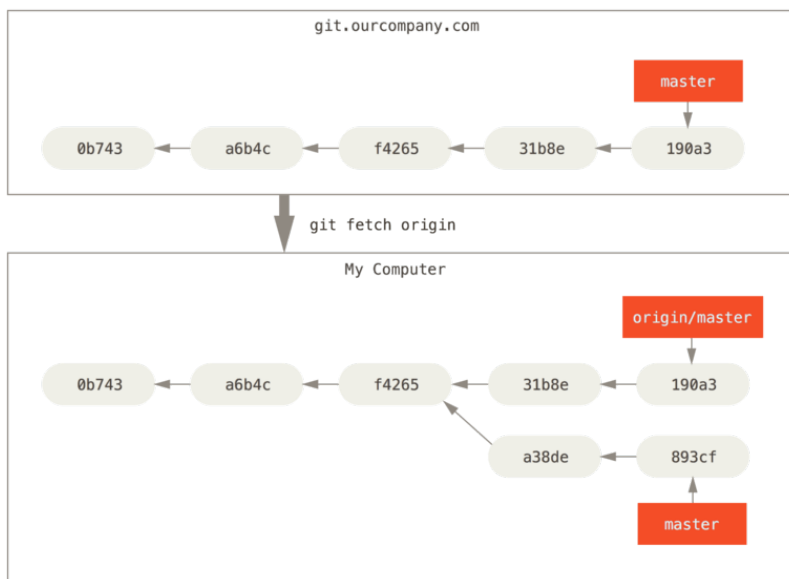 git.ourcompany.com
master
0b743 a6b4c f4265 31b8e 190a3
git fetch origin
My Computer
origin/master
0b743 a6b4c f4265 31b8e 190a3
a38de 893cf
master